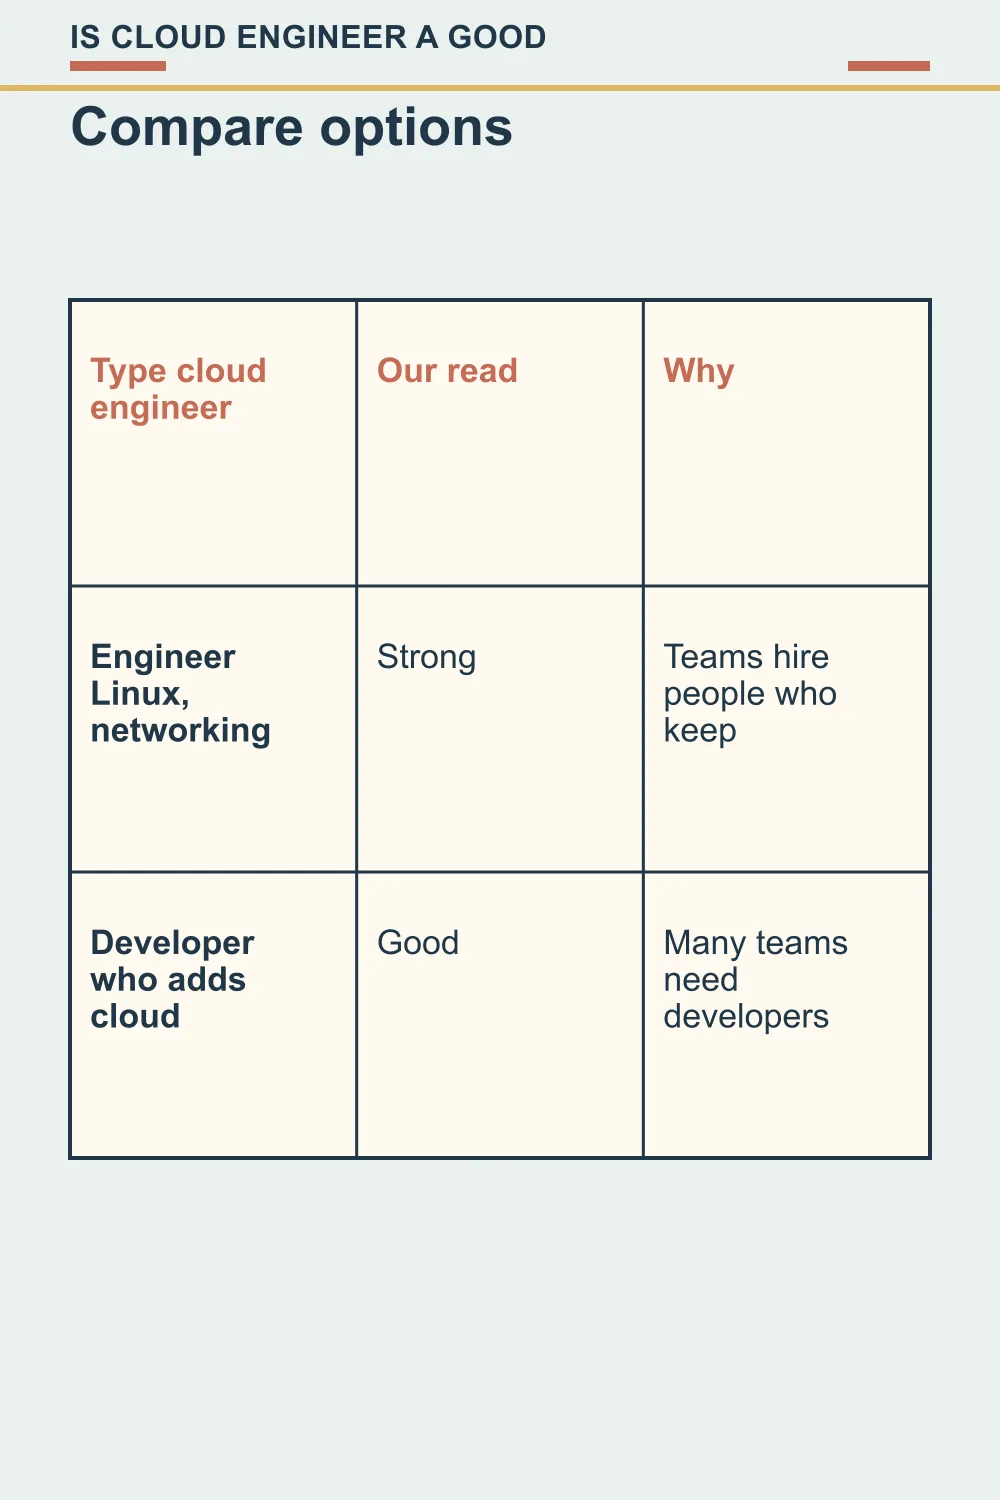 IS CLOUD ENGINEER A GOOD
Compare options
Type cloud
engineer
Our read
Why
Engineer
Linux,
networking
Strong
Teams hire
people who
keep
Developer
who adds
cloud
Good
Many teams
need
developers